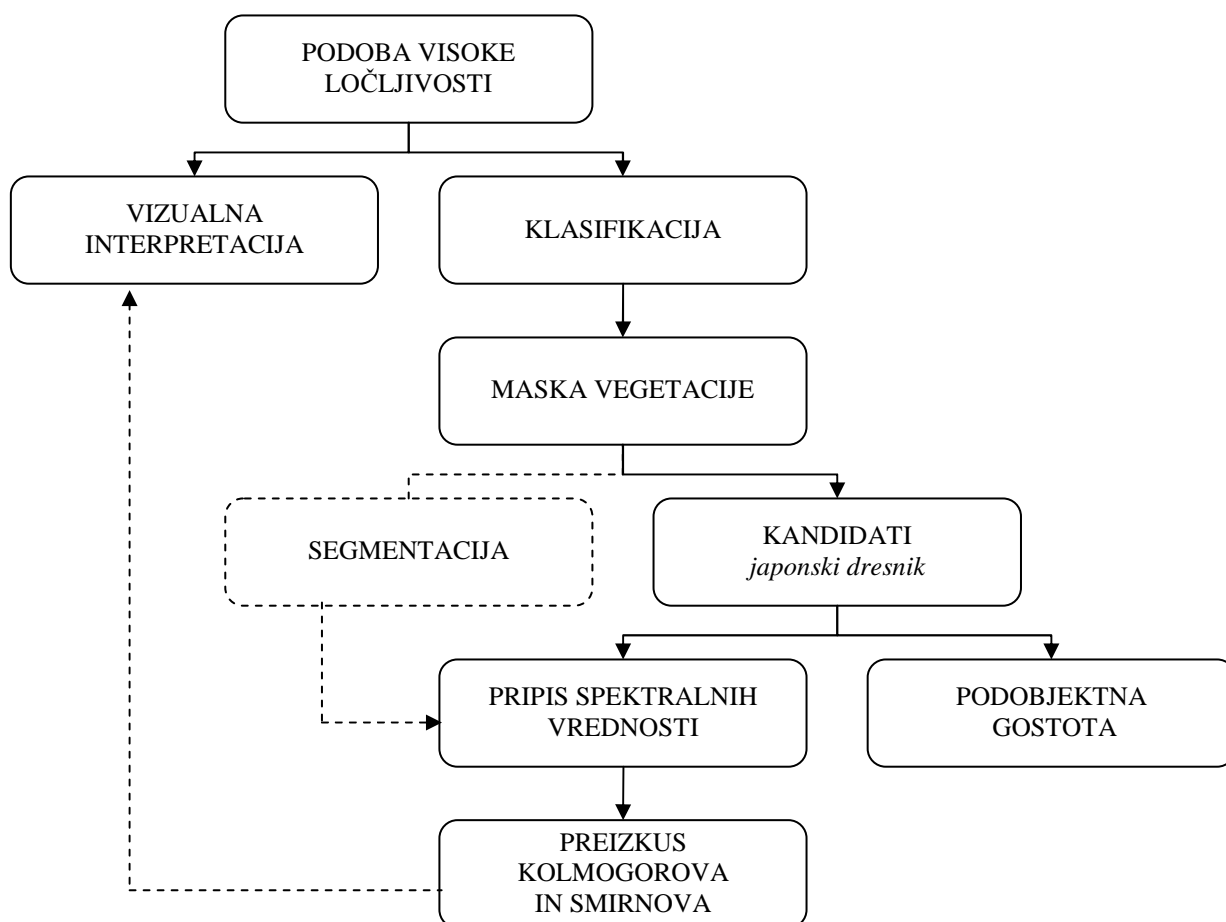 PODOBA VISOKE
LOČLJIVOSTI
VIZUALNA
INTERPRETACIJA
KLASIFIKACIJA
MASKA VEGETACIJE
SEGMENTACIJA
KANDIDATI
japonski dresnik
PRIPIS SPEKTRALNIH
VREDNOSTI
PODOBJEKTNA
GOSTOTA
PREIZKUS
KOLMOGOROVA
IN SMIRNOVA